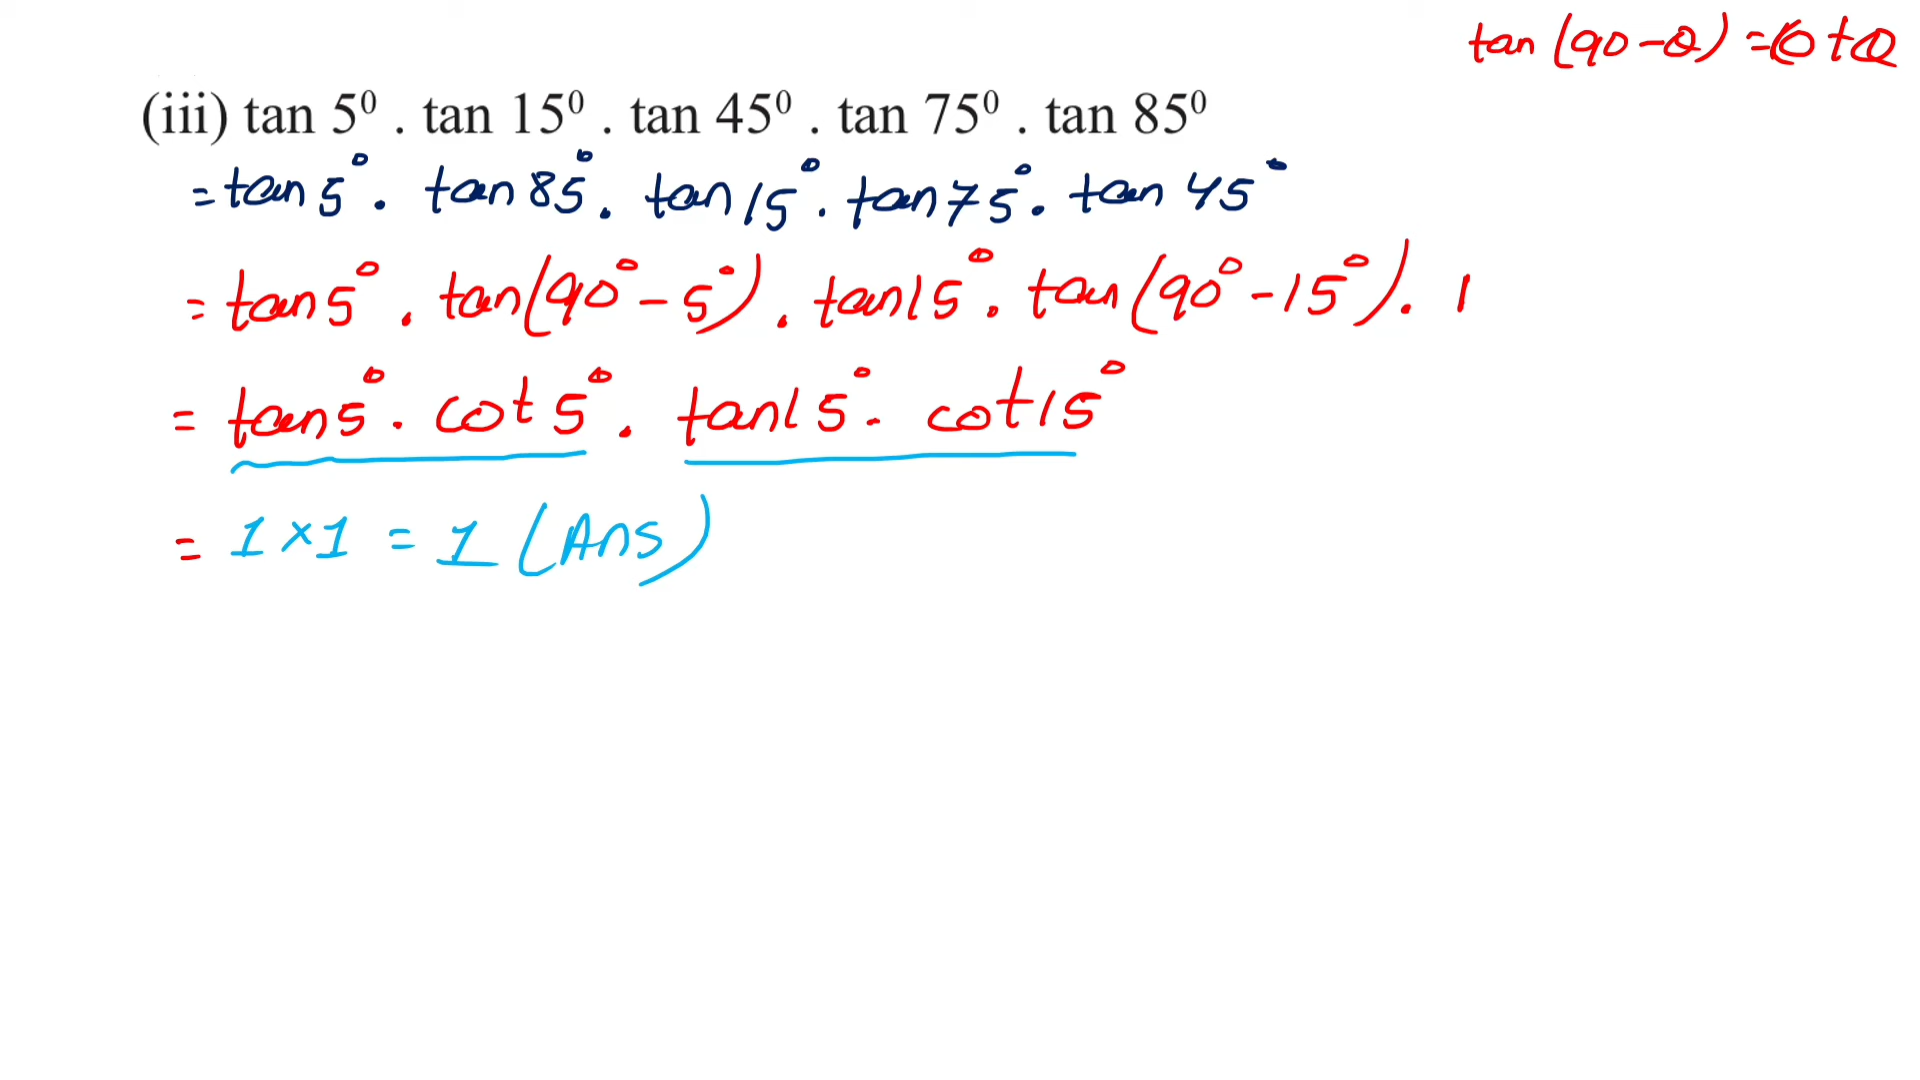 tan (90-θ) = cot θ
(iii) tan 5⁰ . tan 15⁰ . tan 45⁰ . tan 75⁰ . tan 85⁰
= tan 5° . tan 85° . tan 15° . tan 75° . tan 45°
= tan 5° . tan (90° - 5°) . tan 15° . tan (90° - 15°) . 1
= tan 5° . cot 5° . tan 15° . cot 15°
= 1 × 1 = 1 (Ans)